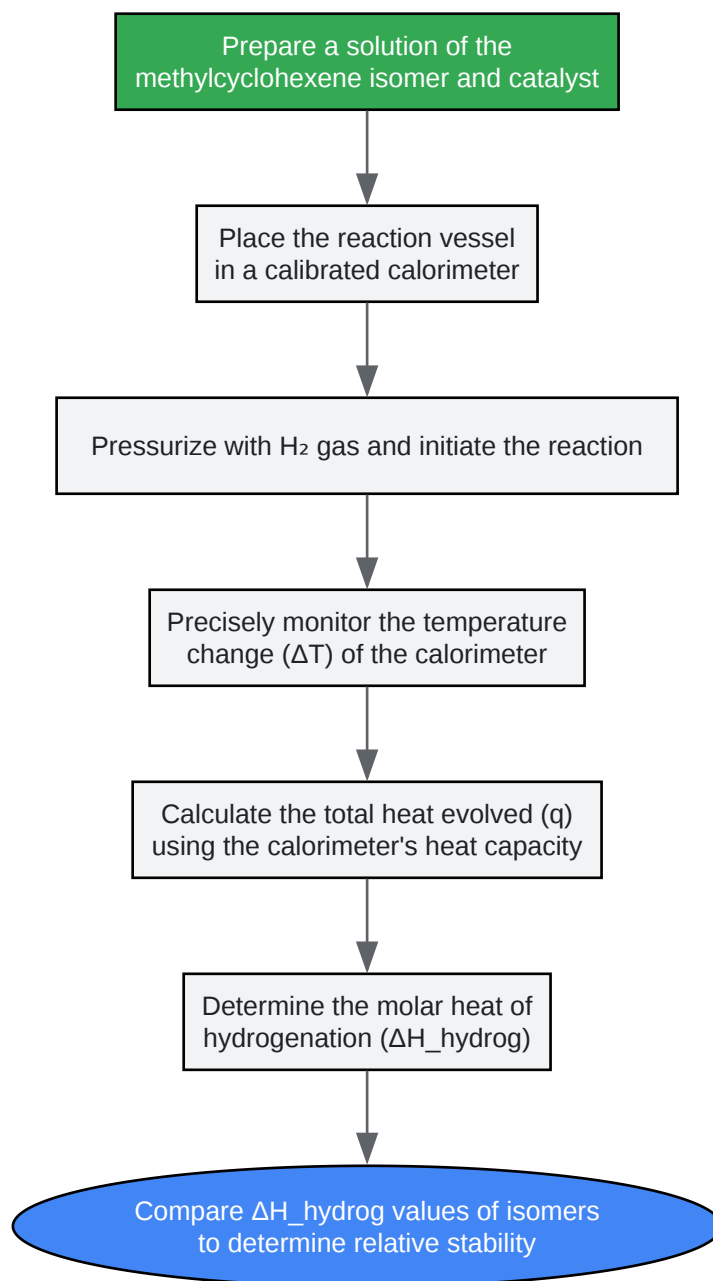 Prepare a solution of the
methylcyclohexene isomer and catalyst
Place the reaction vessel
in a calibrated calorimeter
Pressurize with H₂ gas and initiate the reaction
Precisely monitor the temperature
change (ΔT) of the calorimeter
Calculate the total heat evolved (q)
using the calorimeter's heat capacity
Determine the molar heat of
hydrogenation (ΔH_hydrog)
Compare ΔH_hydrog values of isomers
to determine relative stability